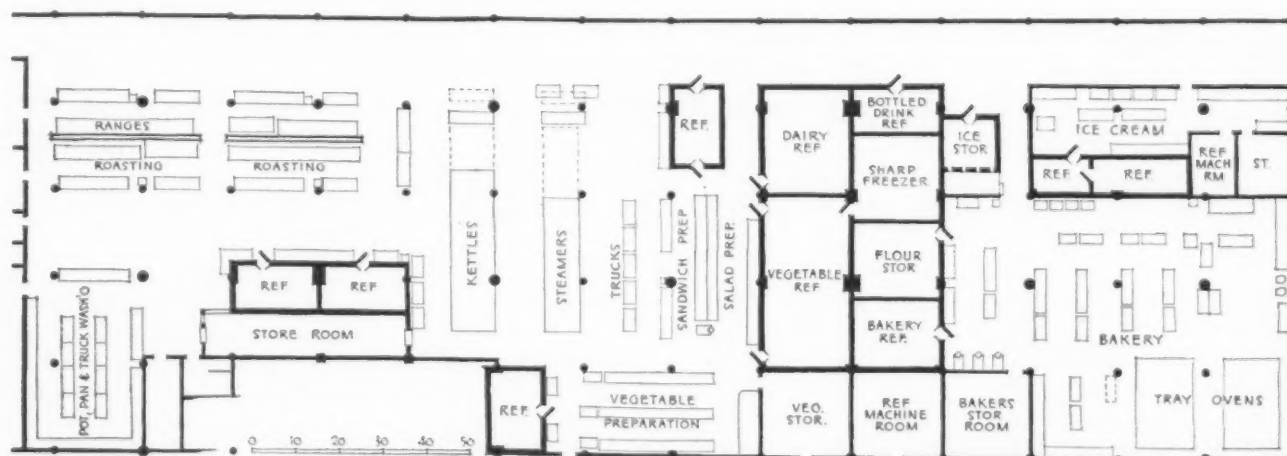 RANGES
ROASTING
ROASTING
REF
REF
STORE ROOM
POT, PAN & TRUCK WASH'G
0 10 20 30 40 50
KETTLES
STEAMERS
TRUCKS
REF.
SANDWICH PREP
SALAD PREP.
REF.
VEGETABLE
PREPARATION
DAIRY
REF
BOTTLED
DRINK
REF
SHARP
FREEZER
ICE
STOR
VEGETABLE
REF
FLOUR
STOR
BAKERY
REF.
VEG.
STOR.
REF
MACHINE
ROOM
BAKERS
STOR
ROOM
ICE CREAM
REF.
REF
REF
MACH
RM
ST.
BAKERY
TRAY OVENS